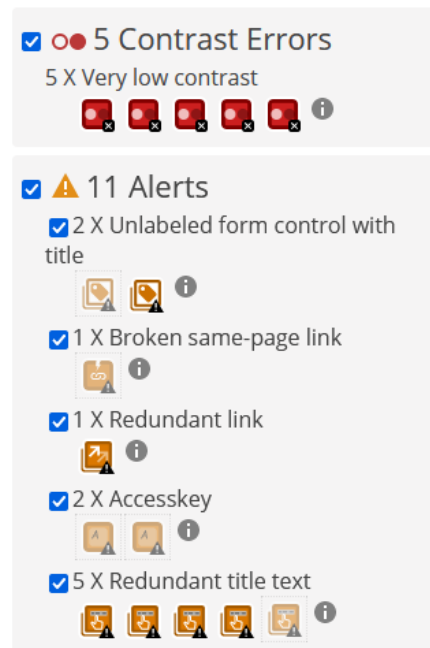 5 Contrast Errors
5 X Very low contrast
11 Alerts
2 X Unlabeled form control with
title
1 X Broken same-page link
1 X Redundant link
2 X Accesskey
5 X Redundant title text